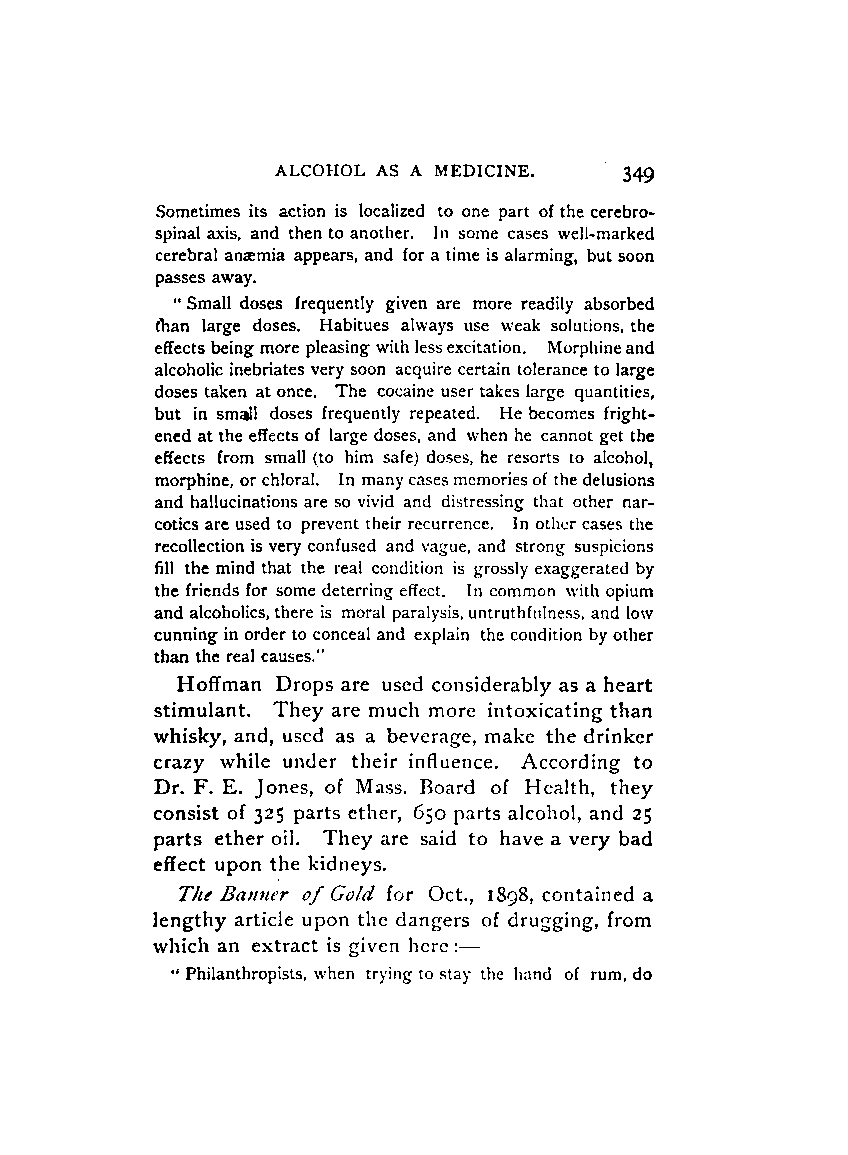 ALCOHOL AS A MEDICINE. 349
Sometimes its action is localized to one part of the cerebro-
spinal axis, and then to another. In some cases well-marked
cerebral anæmia appears, and for a time is alarming, but soon
passes away.
“ Small doses frequently given are more readily absorbed
than large doses. Habitues always use weak solutions, the
effects being more pleasing with less excitation. Morphine and
alcoholic inebriates very soon acquire certain tolerance to large
doses taken at once. The cocaine user takes large quantities,
but in small doses frequently repeated. He becomes fright-
ened at the effects of large doses, and when he cannot get the
effects from small (to him safe) doses, he resorts to alcohol,
morphine, or chloral. In many cases memories of the delusions
and hallucinations are so vivid and distressing that other nar-
cotics are used to prevent their recurrence. In other cases the
recollection is very confused and vague, and strong suspicions
fill the mind that the real condition is grossly exaggerated by
the friends for some deterring effect. In common with opium
and alcoholics, there is moral paralysis, untruthfulness, and low
cunning in order to conceal and explain the condition by other
than the real causes.”
Hoffman Drops are used considerably as a heart
stimulant. They are much more intoxicating than
whisky, and, used as a beverage, make the drinker
crazy while under their influence. According to
Dr. F. E. Jones, of Mass. Board of Health, they
consist of 325 parts ether, 650 parts alcohol, and 25
parts ether oil. They are said to have a very bad
effect upon the kidneys.
The Banner of Gold for Oct., 1898, contained a
lengthy article upon the dangers of drugging, from
which an extract is given here :—
“ Philanthropists, when trying to stay the hand of rum, do